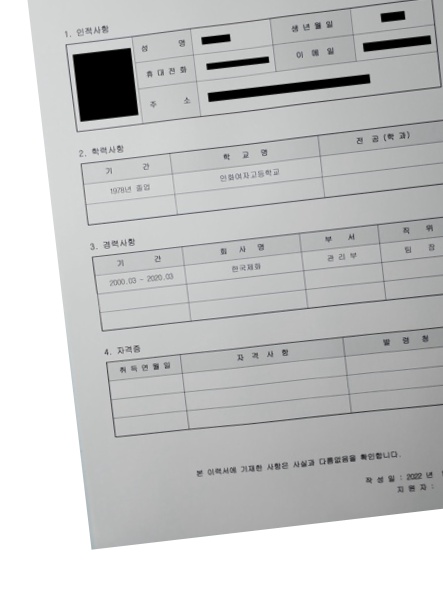 1. 인적사항
성 명 생 년 월 일
휴 대 전 화 이 메 일
주 소
2. 학력사항
기 간 학 교 명 전 공 (학 과)
1978년 졸업 인화여자고등학교
3. 경력사항
기 간 회 사 명 부 서 직 위
2000.03 - 2020.03 한국제화 관 리 부 팀 장
4. 자격증
취 득 연 월 일 자 격 사 항 발 령 청
본 이력서에 기재한 사항은 사실과 다름없음을 확인합니다.
작 성 일 : 2022 년
지 원 자 :